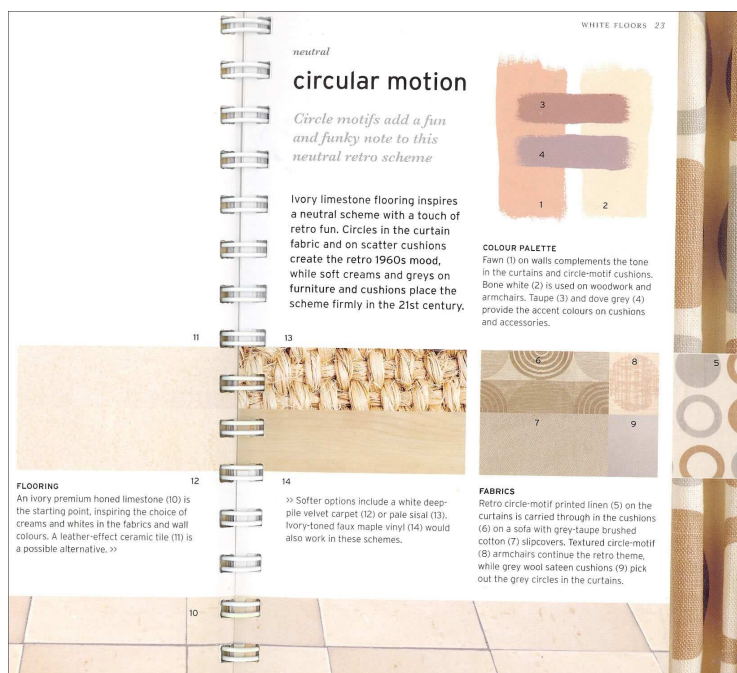 WHITE FLOORS 23
neutral
circular motion
Circle motifs add a fun
and funky note to this
neutral retro scheme
Ivory limestone flooring inspires
a neutral scheme with a touch of
retro fun. Circles in the curtain
fabric and on scatter cushions
create the retro 1960s mood,
while soft creams and greys on
furniture and cushions place the
scheme firmly in the 21st century.
3
4
1
2
COLOUR PALETTE
Fawn (1) on walls complements the tone
in the curtains and circle-motif cushions.
Bone white (2) is used on woodwork and
armchairs. Taupe (3) and dove grey (4)
provide the accent colours on cushions
and accessories.
11
13
6
8
5
7
9
12
14
FLOORING
An ivory premium honed limestone (10) is
the starting point, inspiring the choice of
creams and whites in the fabrics and wall
colours. A leather-effect ceramic tile (11) is
a possible alternative. >>
>> Softer options include a white deep-
pile velvet carpet (12) or pale sisal (13).
Ivory-toned faux maple vinyl (14) would
also work in these schemes.
FABRICS
Retro circle-motif printed linen (5) on the
curtains is carried through in the cushions
(6) on a sofa with grey-taupe brushed
cotton (7) slipcovers. Textured circle-motif
(8) armchairs continue the retro theme,
while grey wool sateen cushions (9) pick
out the grey circles in the curtains.
10